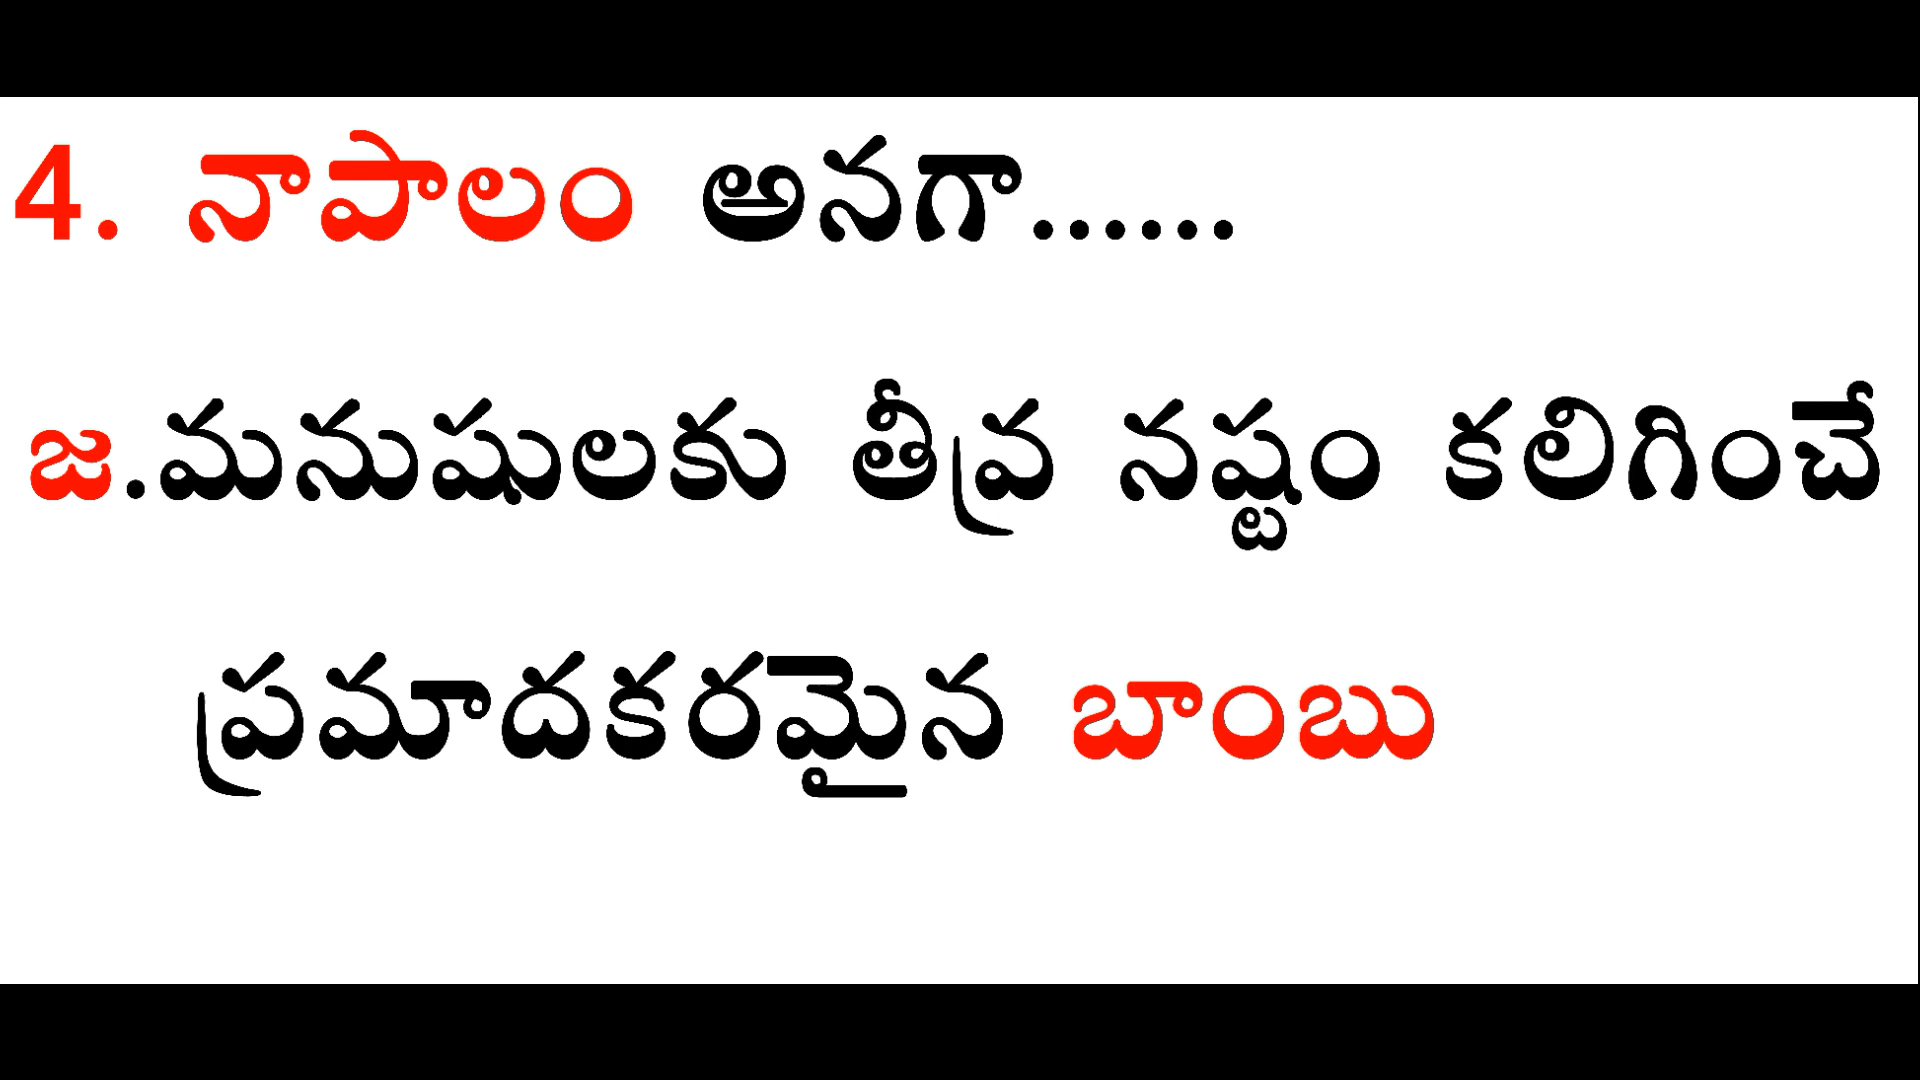 4. నాపాలం అనగా......
జ.మనుషులకు తీవ్ర నష్టం కలిగించే
ప్రమాదకరమైన బాంబు